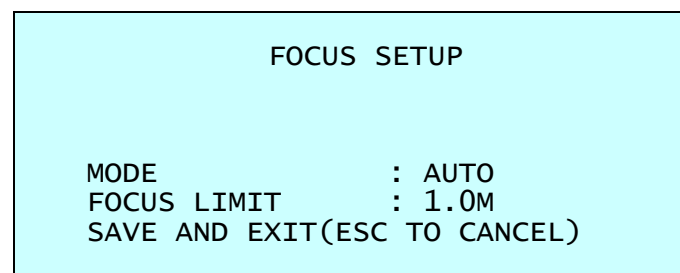 FOCUS SETUP
MODE : AUTO
FOCUS LIMIT : 1.0M
SAVE AND EXIT(ESC TO CANCEL)